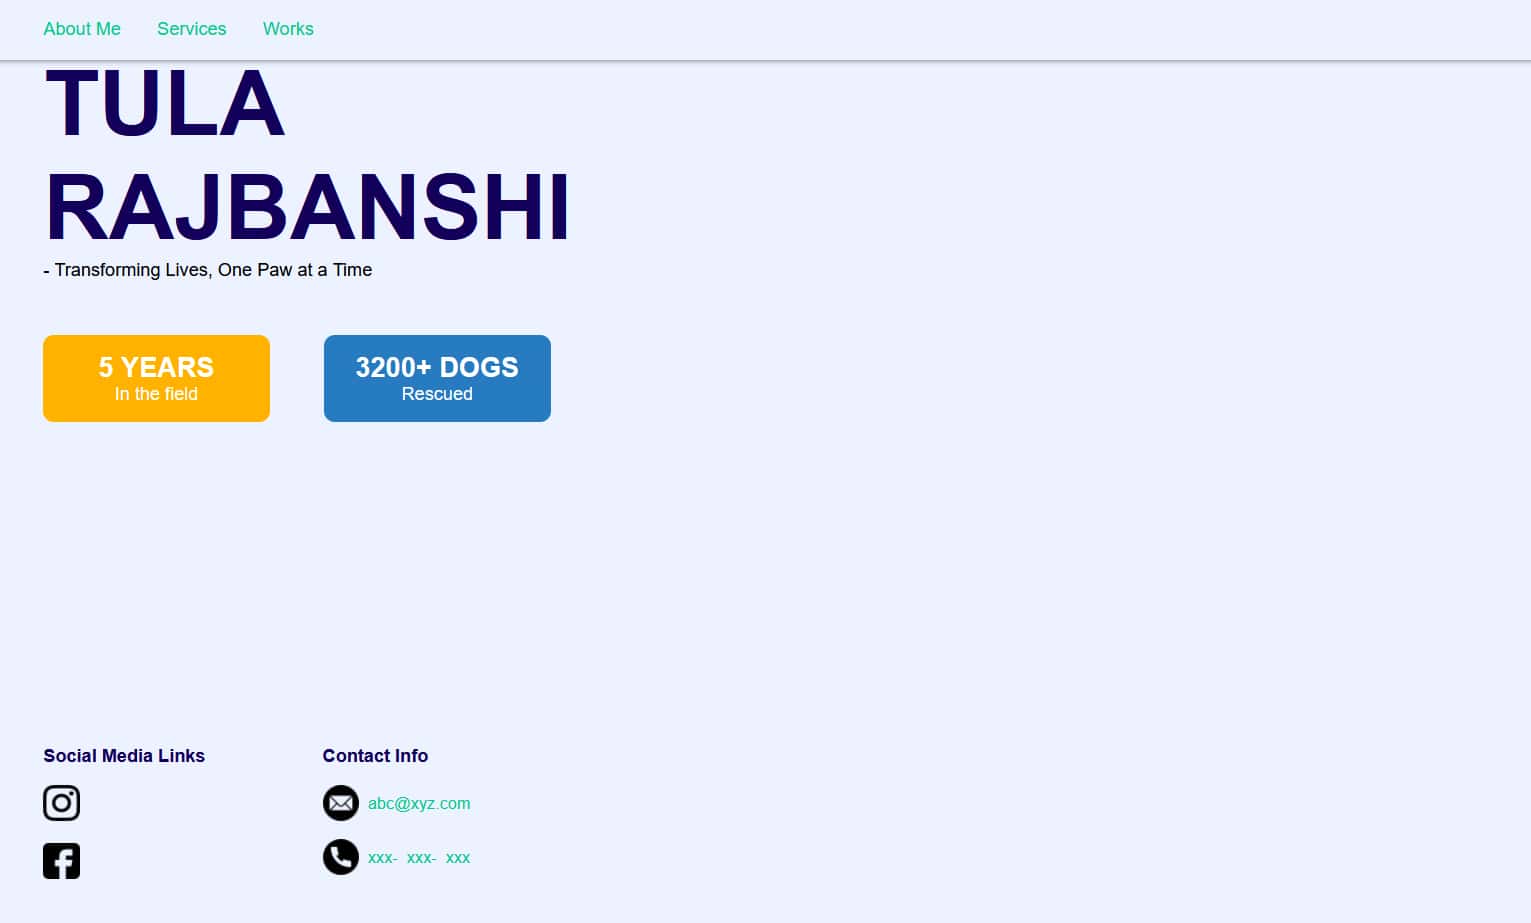 About Me Services Works
TULA
RAJBANSHI
- Transforming Lives, One Paw at a Time
5 YEARS
In the field
3200+ DOGS
Rescued
Social Media Links
Contact Info
abc@xyz.com
xxx- xxx- xxx